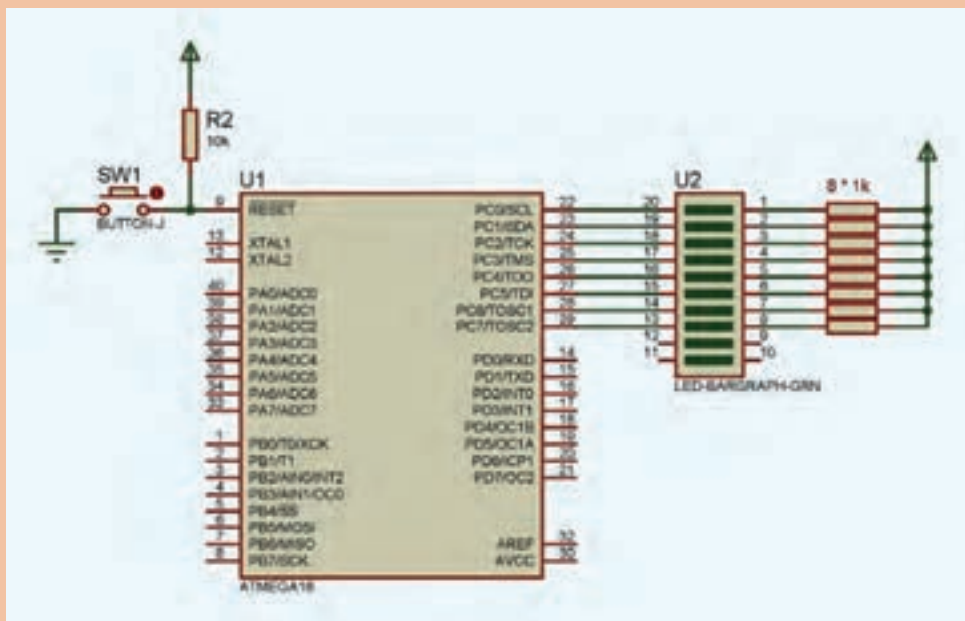 R2
10k
SW1
BUTTON-J
U1
9 RESET
13 XTAL1
12 XTAL2
40 PA0/ADC0
39 PA1/ADC1
38 PA2/ADC2
37 PA3/ADC3
36 PA4/ADC4
35 PA5/ADC5
34 PA6/ADC6
33 PA7/ADC7
1 PB0/T0/XCK
2 PB1/T1
3 PB2/AIN0/INT2
4 PB3/AIN1/OC0
5 PB4/SS
6 PB5/MOSI
7 PB6/MISO
8 PB7/SCK
PC0/SCL 22
PC1/SDA 23
PC2/TCK 24
PC3/TMS 25
PC4/TDO 26
PC5/TDI 27
PC6/TOSC1 28
PC7/TOSC2 29
PD0/RXD 14
PD1/TXD 15
PD2/INT0 16
PD3/INT1 17
PD4/OC1B 18
PD5/OC1A 19
PD6/ICP1 20
PD7/OC2 21
AREF 32
AVCC 30
ATMEGA16
U2
20 1
19 2
18 3
17 4
16 5
15 6
14 7
13 8
12 9
11 10
LED-BARGRAPH-GRN
8 * 1k